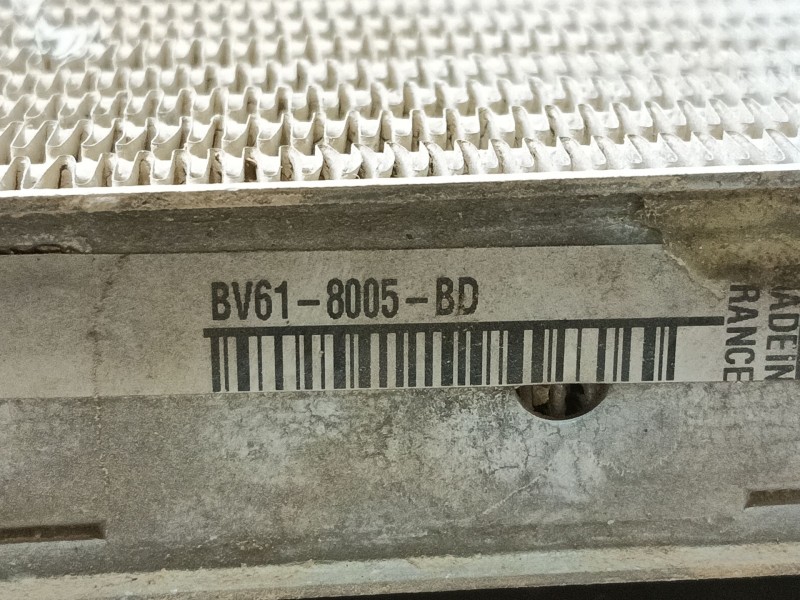 BV61-8005-BD
ADE IN
RANCE